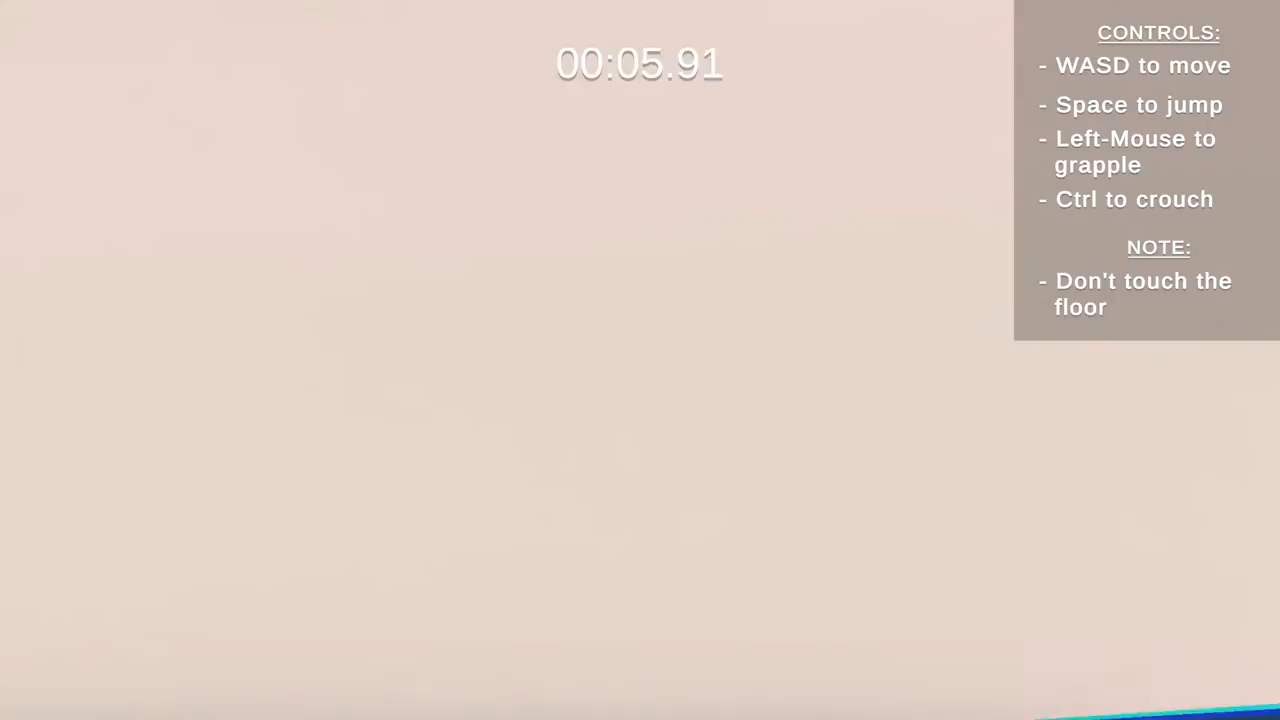 00:05.91
CONTROLS:
- WASD to move
- Space to jump
- Left-Mouse to
grapple
- Ctrl to crouch
NOTE:
- Don't touch the
floor